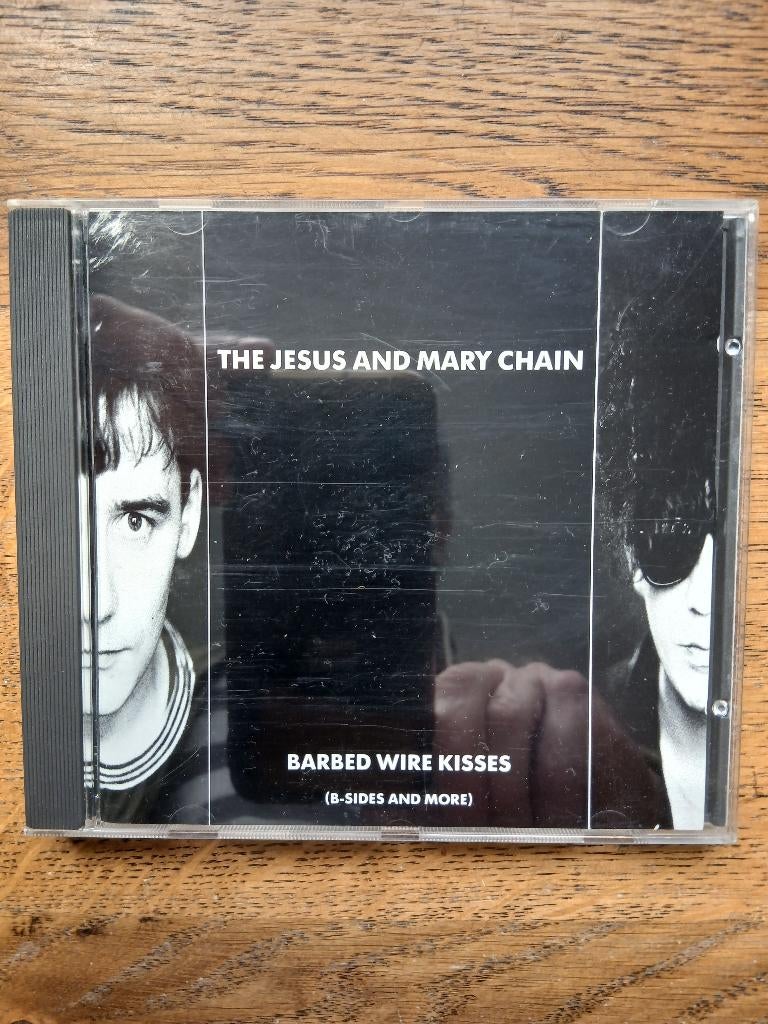 THE JESUS AND MARY CHAIN
BARBED WIRE KISSES
(B-SIDES AND MORE)